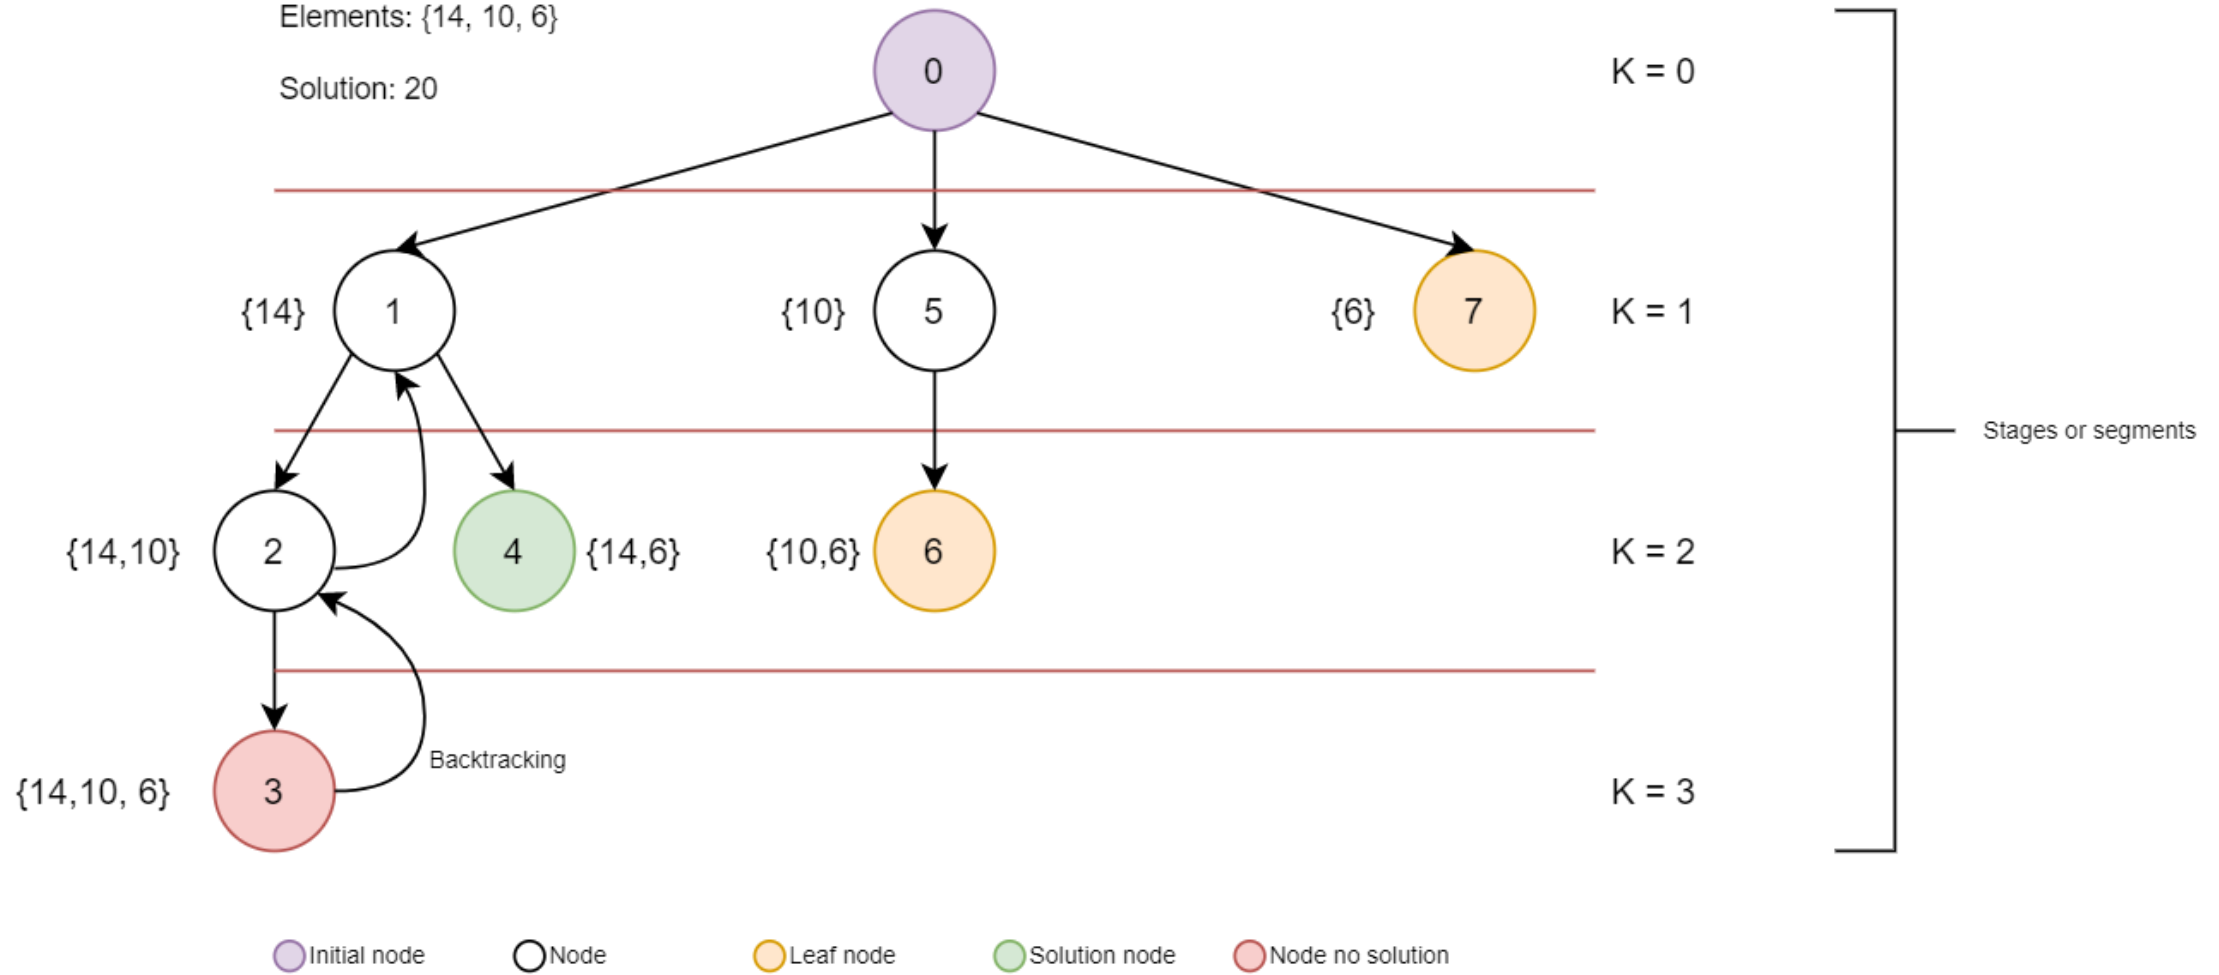 Elements: {14, 10, 6}
Solution: 20
0
K = 0
{14}
1
{10}
5
{6}
7
K = 1
Stages or segments
{14,10}
2
4
{14,6}
{10,6}
6
K = 2
Backtracking
{14,10, 6}
3
K = 3
Initial node
Node
Leaf node
Solution node
Node no solution